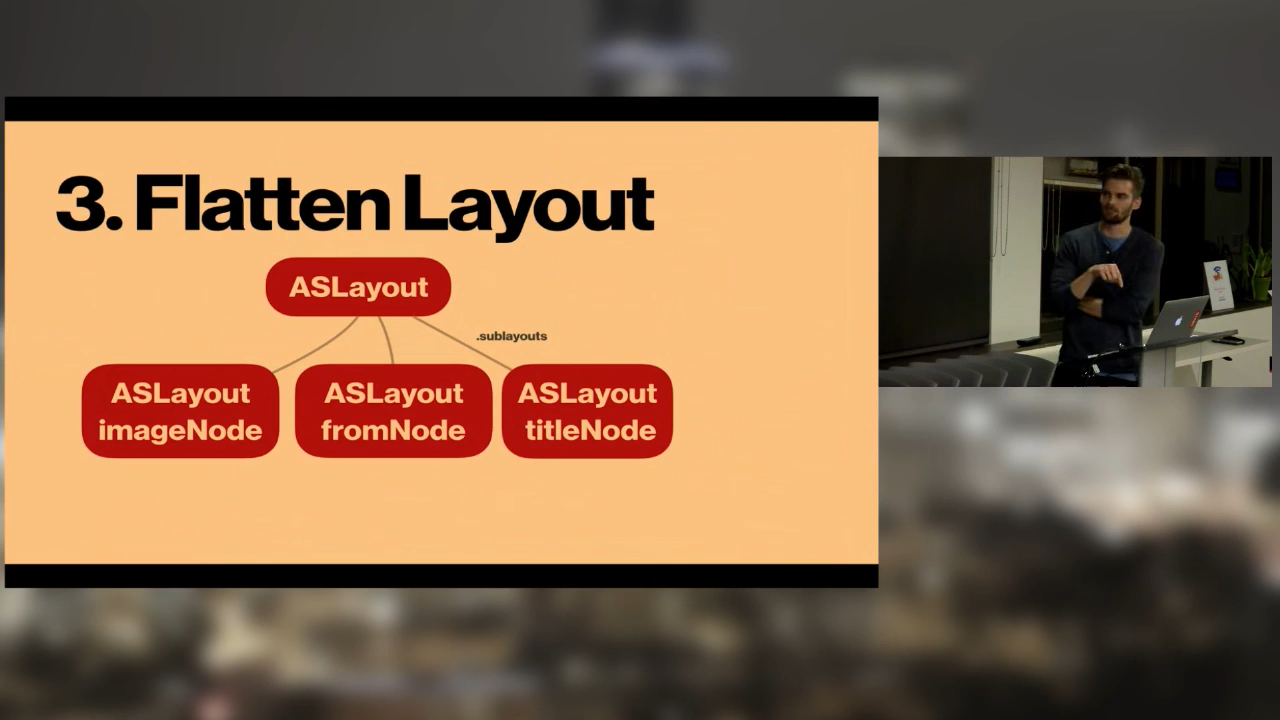 3. Flatten Layout
ASLayout
.sublayouts
ASLayout
imageNode
ASLayout
fromNode
ASLayout
titleNode